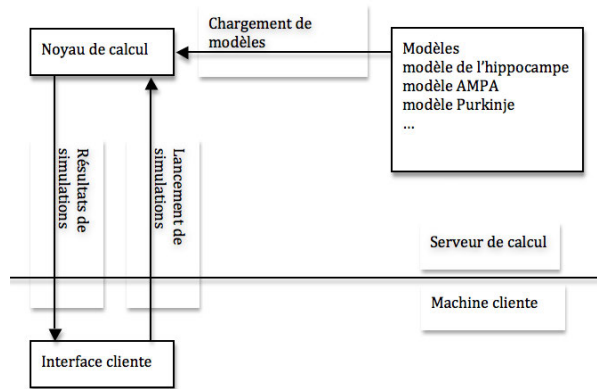 Chargement de
modèles
Noyau de calcul
Modèles
modèle de l'hippocampe
modèle AMPA
modèle Purkinje
...
Résultats de
simulations
Lancement de
simulations
Serveur de calcul
Machine cliente
Interface cliente